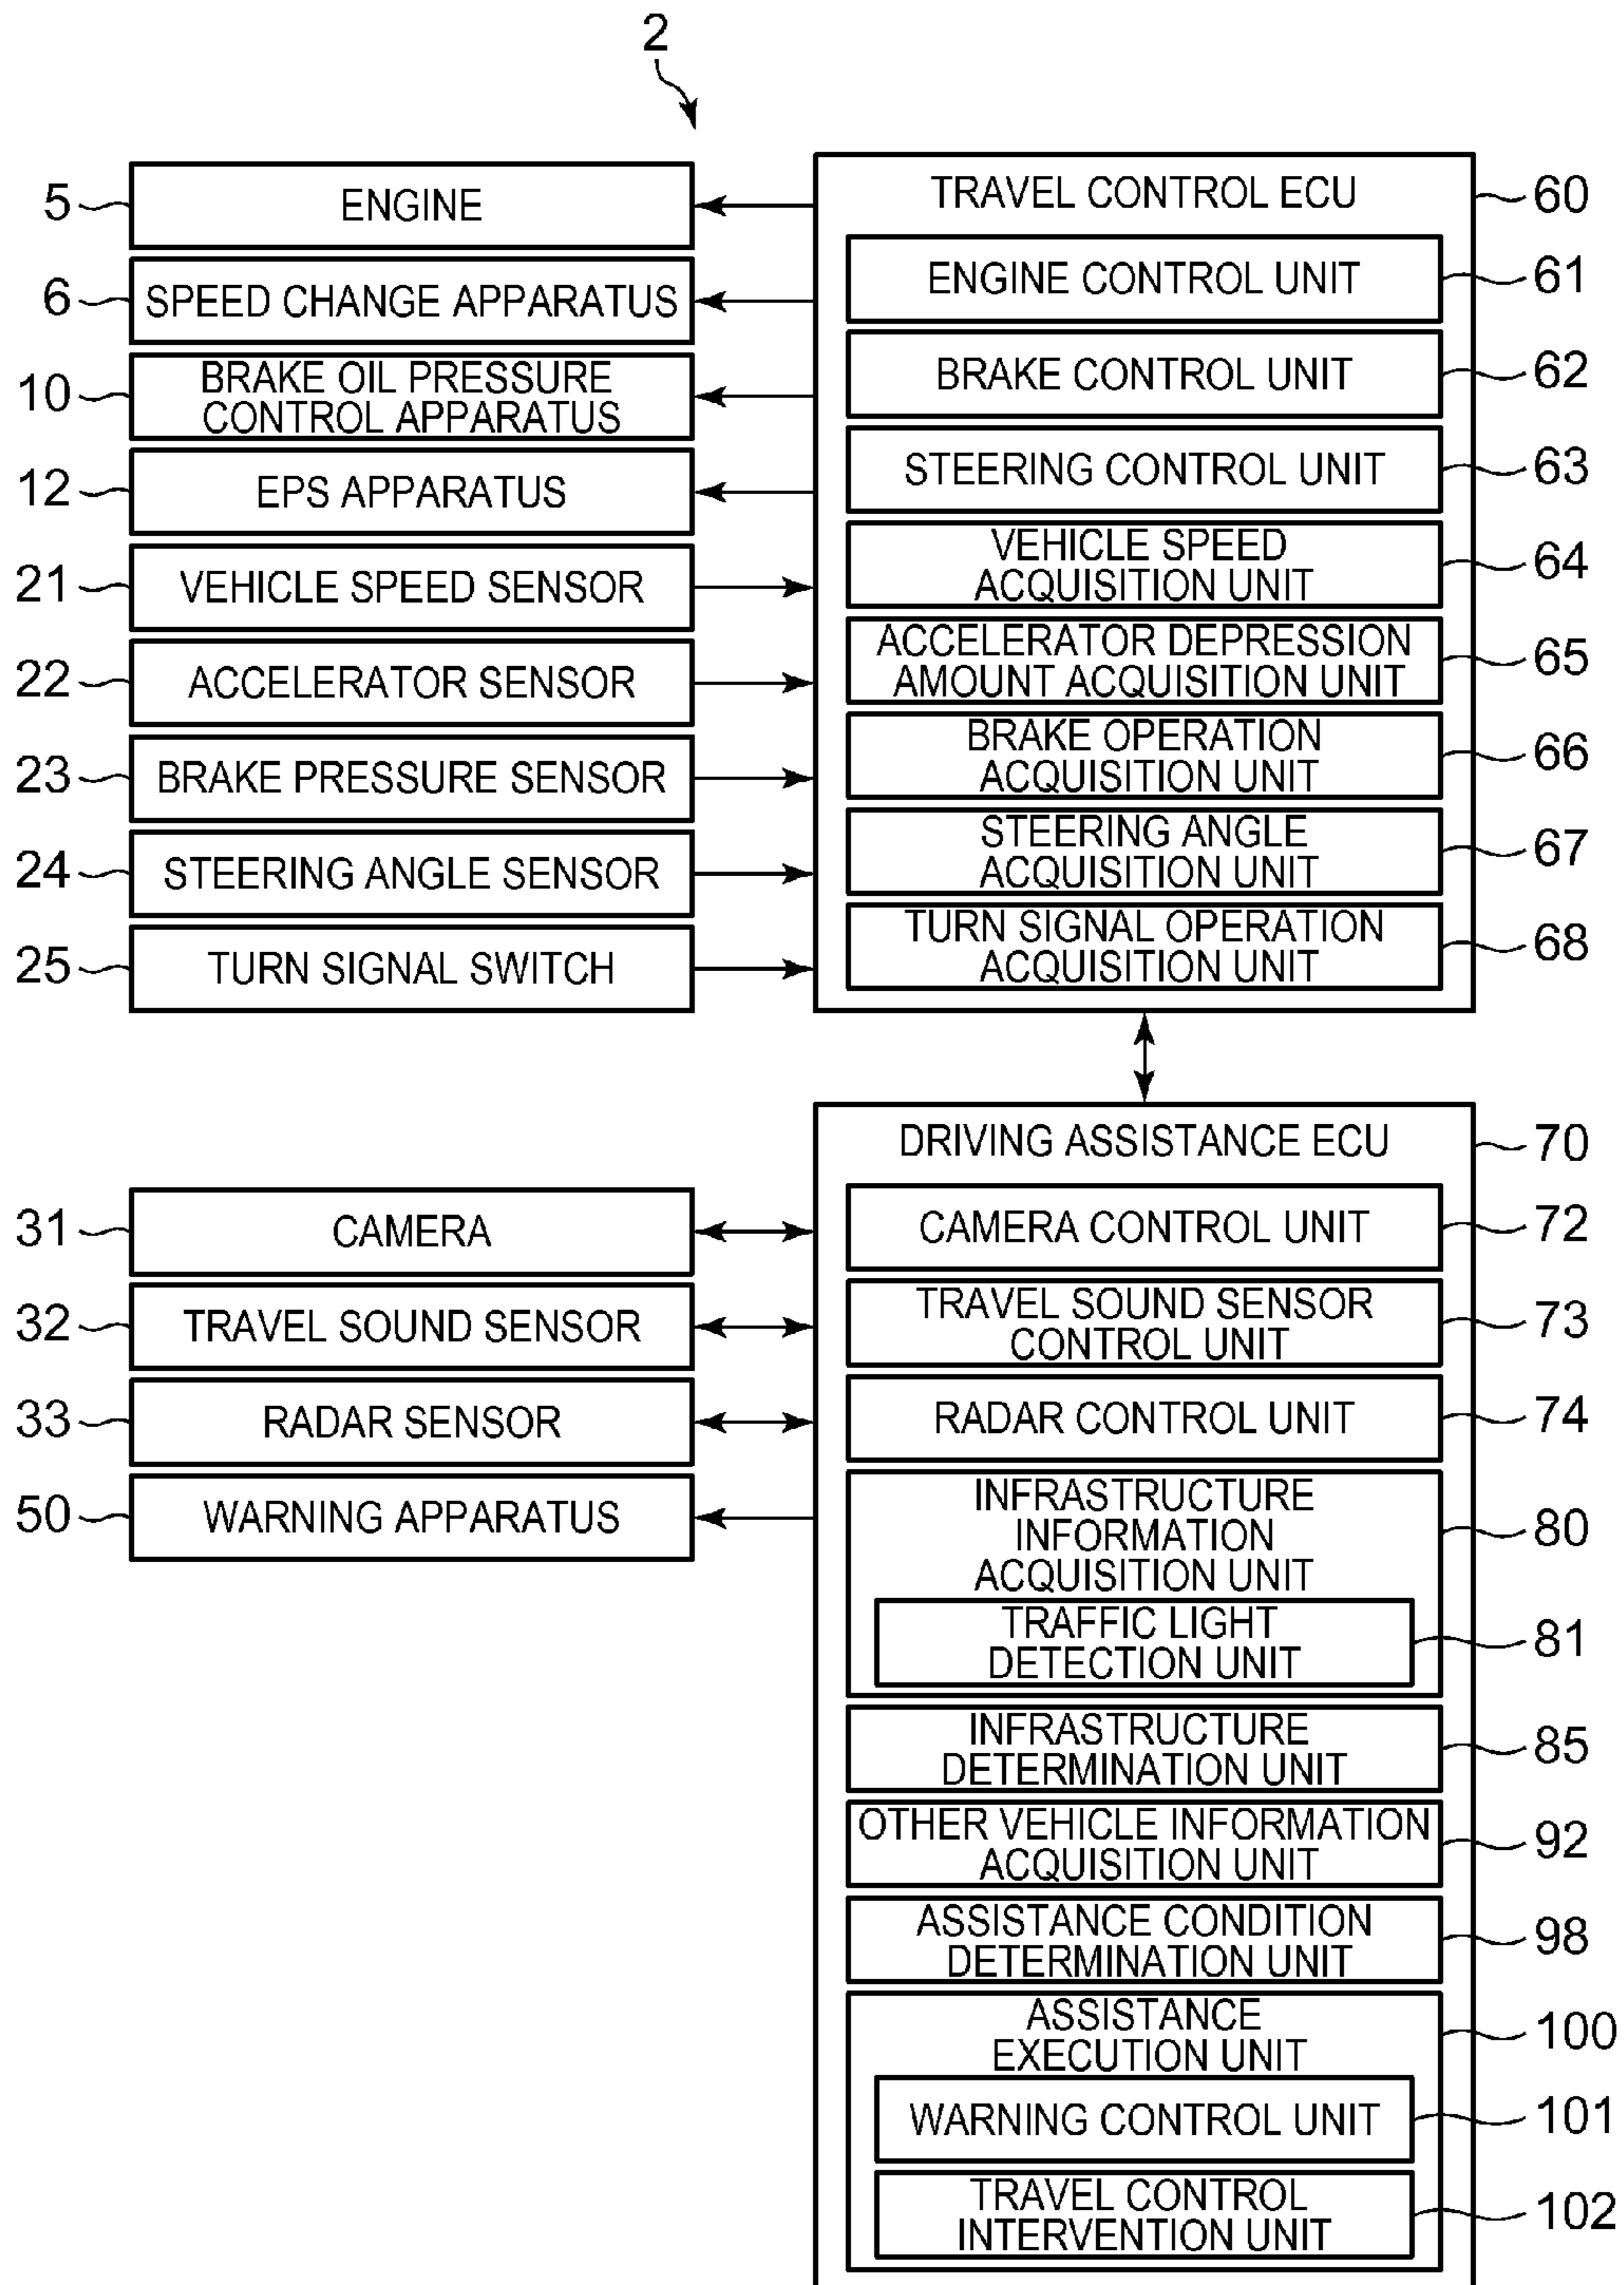 2
5
ENGINE
6
SPEED CHANGE APPARATUS
10
BRAKE OIL PRESSURE
CONTROL APPARATUS
12
EPS APPARATUS
21
VEHICLE SPEED SENSOR
22
ACCELERATOR SENSOR
23
BRAKE PRESSURE SENSOR
24
STEERING ANGLE SENSOR
25
TURN SIGNAL SWITCH
TRAVEL CONTROL ECU
60
ENGINE CONTROL UNIT
61
BRAKE CONTROL UNIT
62
STEERING CONTROL UNIT
63
VEHICLE SPEED
ACQUISITION UNIT
64
ACCELERATOR DEPRESSION
AMOUNT ACQUISITION UNIT
65
BRAKE OPERATION
ACQUISITION UNIT
66
STEERING ANGLE
ACQUISITION UNIT
67
TURN SIGNAL OPERATION
ACQUISITION UNIT
68
31
CAMERA
32
TRAVEL SOUND SENSOR
33
RADAR SENSOR
50
WARNING APPARATUS
DRIVING ASSISTANCE ECU
70
CAMERA CONTROL UNIT
72
TRAVEL SOUND SENSOR
CONTROL UNIT
73
RADAR CONTROL UNIT
74
INFRASTRUCTURE
INFORMATION
ACQUISITION UNIT
80
TRAFFIC LIGHT
DETECTION UNIT
81
INFRASTRUCTURE
DETERMINATION UNIT
85
OTHER VEHICLE INFORMATION
ACQUISITION UNIT
92
ASSISTANCE CONDITION
DETERMINATION UNIT
98
ASSISTANCE
EXECUTION UNIT
100
WARNING CONTROL UNIT
101
TRAVEL CONTROL
INTERVENTION UNIT
102